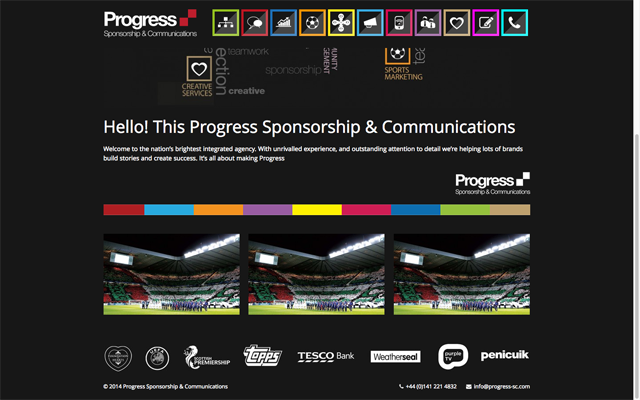 Progress
Sponsorship & Communications
teamwork
ection
sponsorship
UNITY
GEMENT
CREATIVE
SERVICES
creative
SPORTS
MARKETING
Hello! This Progress Sponsorship & Communications
Welcome to the nation's brightest integrated agency. With unrivalled experience, and outstanding attention to detail we're helping lots of brands
build stories and create success. It's all about making Progress
Progress
Sponsorship & Communications
UEFA
SCOTTISH
PREMIERSHIP
Topps
TESCO Bank
Weatherseal
purple
TV
penicuik
© 2014 Progress Sponsorship & Communications
+44 (0)141 221 4832
info@progress-sc.com